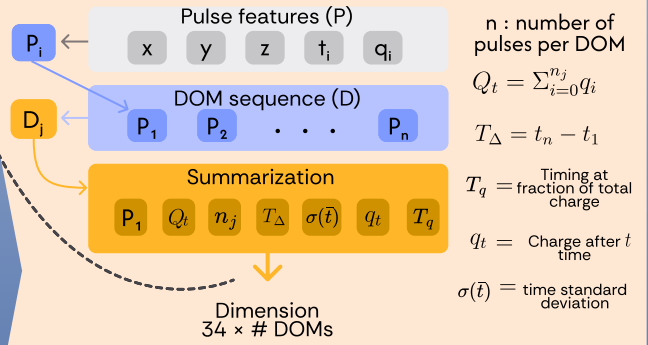 Pulse features (P)
P_i
x y z t_i q_i
DOM sequence (D)
D_j
P_1 P_2 . . . P_n
Summarization
P_1 Q_t n_j T_Δ σ(t̄) q_t T_q
Dimension
34 × # DOMs
n : number of
pulses per DOM
Q_t = Σ_{i=0}^{n_j} q_i
T_Δ = t_n − t_1
T_q = Timing at
fraction of total
charge
q_t = Charge after t
time
σ(t̄) = time standard
deviation